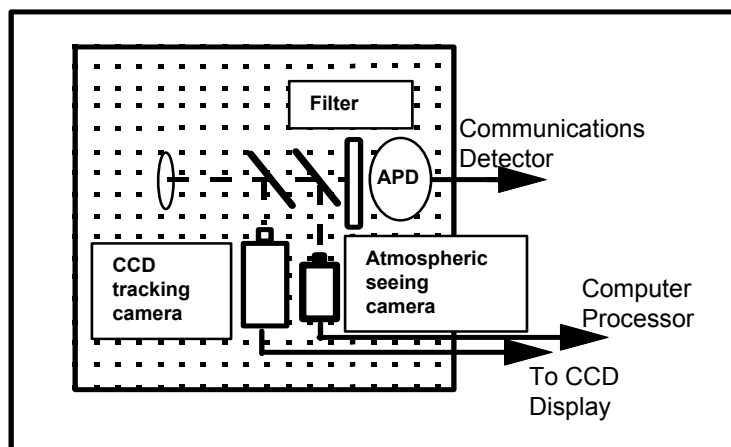 Filter
Communications
Detector
APD
CCD
tracking
camera
Atmospheric
seeing
camera
Computer
Processor
To CCD
Display